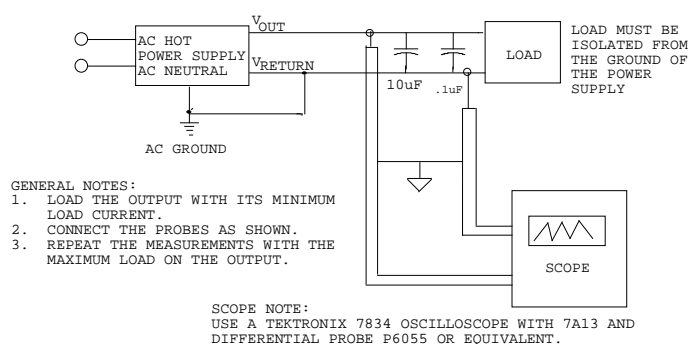 VOUT
AC HOT
POWER SUPPLY
AC NEUTRAL
VRETURN
AC GROUND
10uF
.1uF
LOAD
LOAD MUST BE
ISOLATED FROM
THE GROUND OF
THE POWER
SUPPLY
GENERAL NOTES:
1. LOAD THE OUTPUT WITH ITS MINIMUM
LOAD CURRENT.
2. CONNECT THE PROBES AS SHOWN.
3. REPEAT THE MEASUREMENTS WITH THE
MAXIMUM LOAD ON THE OUTPUT.
SCOPE
SCOPE NOTE:
USE A TEKTRONIX 7834 OSCILLOSCOPE WITH 7A13 AND
DIFFERENTIAL PROBE P6055 OR EQUIVALENT.